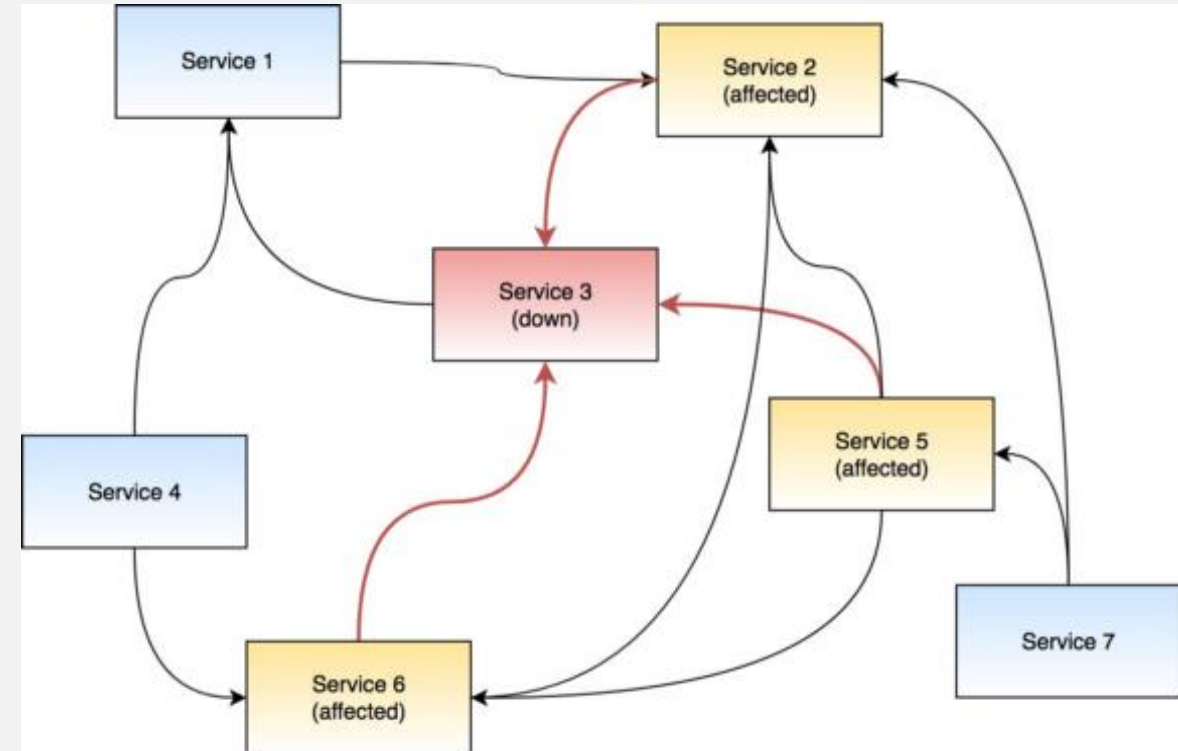 Service 1
Service 2
(affected)
Service 3
(down)
Service 5
(affected)
Service 4
Service 7
Service 6
(affected)